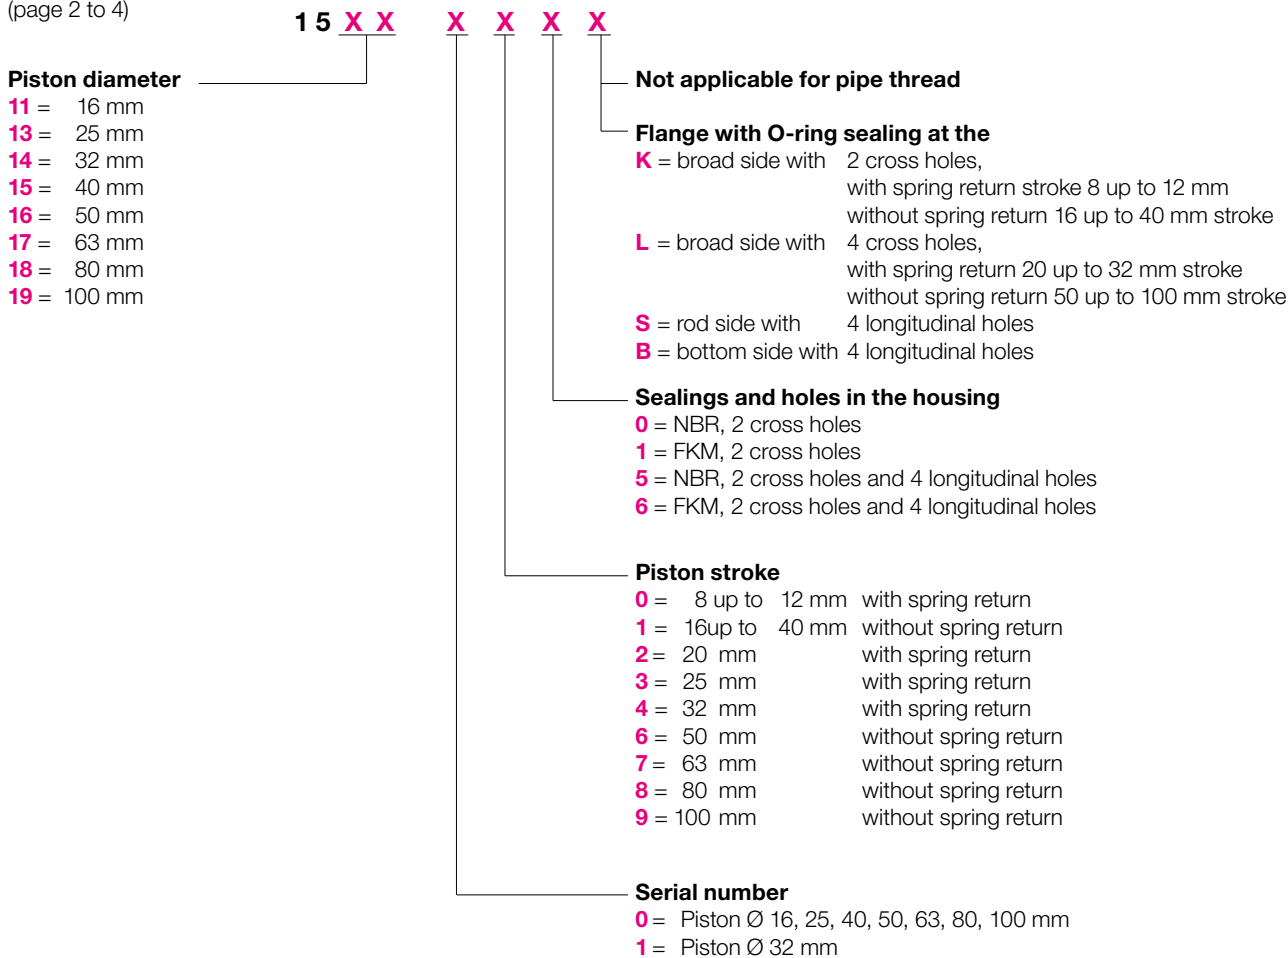 (page 2 to 4)
1 5 X X X X X X
Piston diameter
11 = 16 mm
13 = 25 mm
14 = 32 mm
15 = 40 mm
16 = 50 mm
17 = 63 mm
18 = 80 mm
19 = 100 mm
Not applicable for pipe thread
Flange with O-ring sealing at the
K = broad side with 2 cross holes,
with spring return stroke 8 up to 12 mm
without spring return 16 up to 40 mm stroke
L = broad side with 4 cross holes,
with spring return 20 up to 32 mm stroke
without spring return 50 up to 100 mm stroke
S = rod side with 4 longitudinal holes
B = bottom side with 4 longitudinal holes
Sealings and holes in the housing
0 = NBR, 2 cross holes
1 = FKM, 2 cross holes
5 = NBR, 2 cross holes and 4 longitudinal holes
6 = FKM, 2 cross holes and 4 longitudinal holes
Piston stroke
0 = 8 up to 12 mm with spring return
1 = 16up to 40 mm without spring return
2 = 20 mm with spring return
3 = 25 mm with spring return
4 = 32 mm with spring return
6 = 50 mm without spring return
7 = 63 mm without spring return
8 = 80 mm without spring return
9 = 100 mm without spring return
Serial number
0 = Piston Ø 16, 25, 40, 50, 63, 80, 100 mm
1 = Piston Ø 32 mm